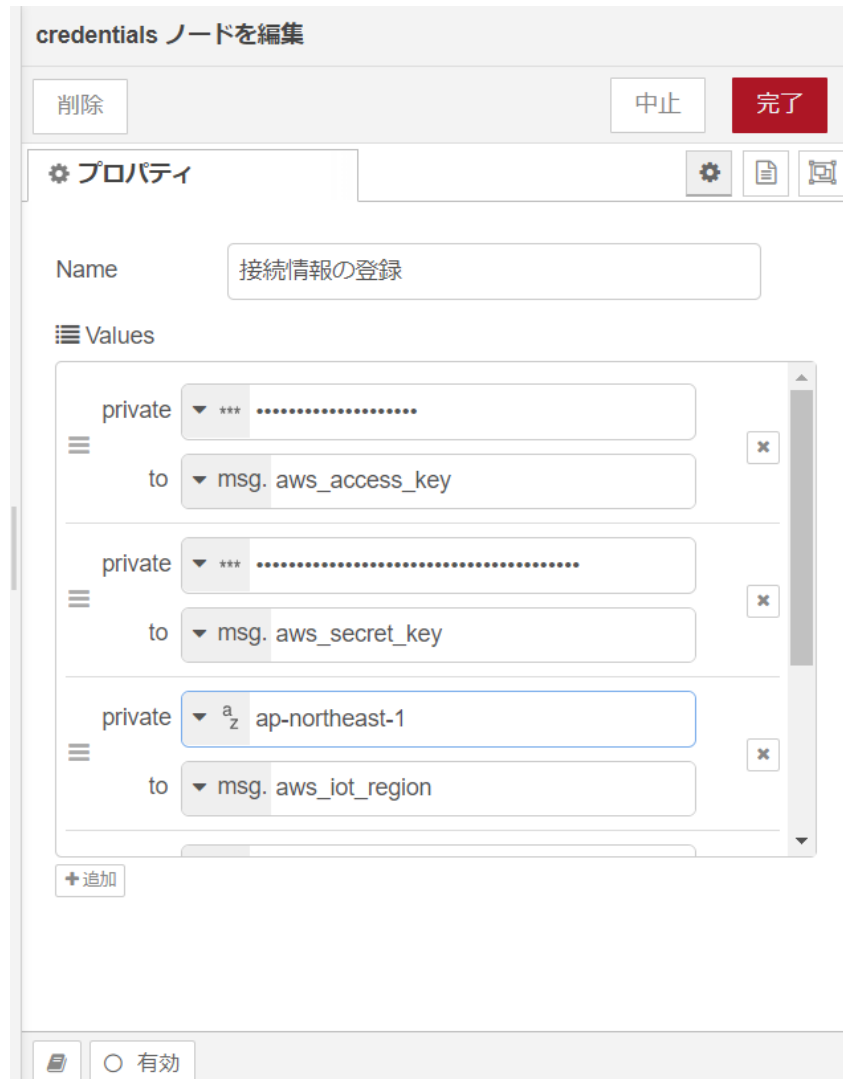 credentials ノードを編集
削除 中止 完了
プロパティ
Name 接続情報の登録
Values
private *** ••••••••••••••••••••
to msg. aws_access_key
private *** ••••••••••••••••••••••••••••••••••••••••
to msg. aws_secret_key
private az ap-northeast-1
to msg. aws_iot_region
追加
有効